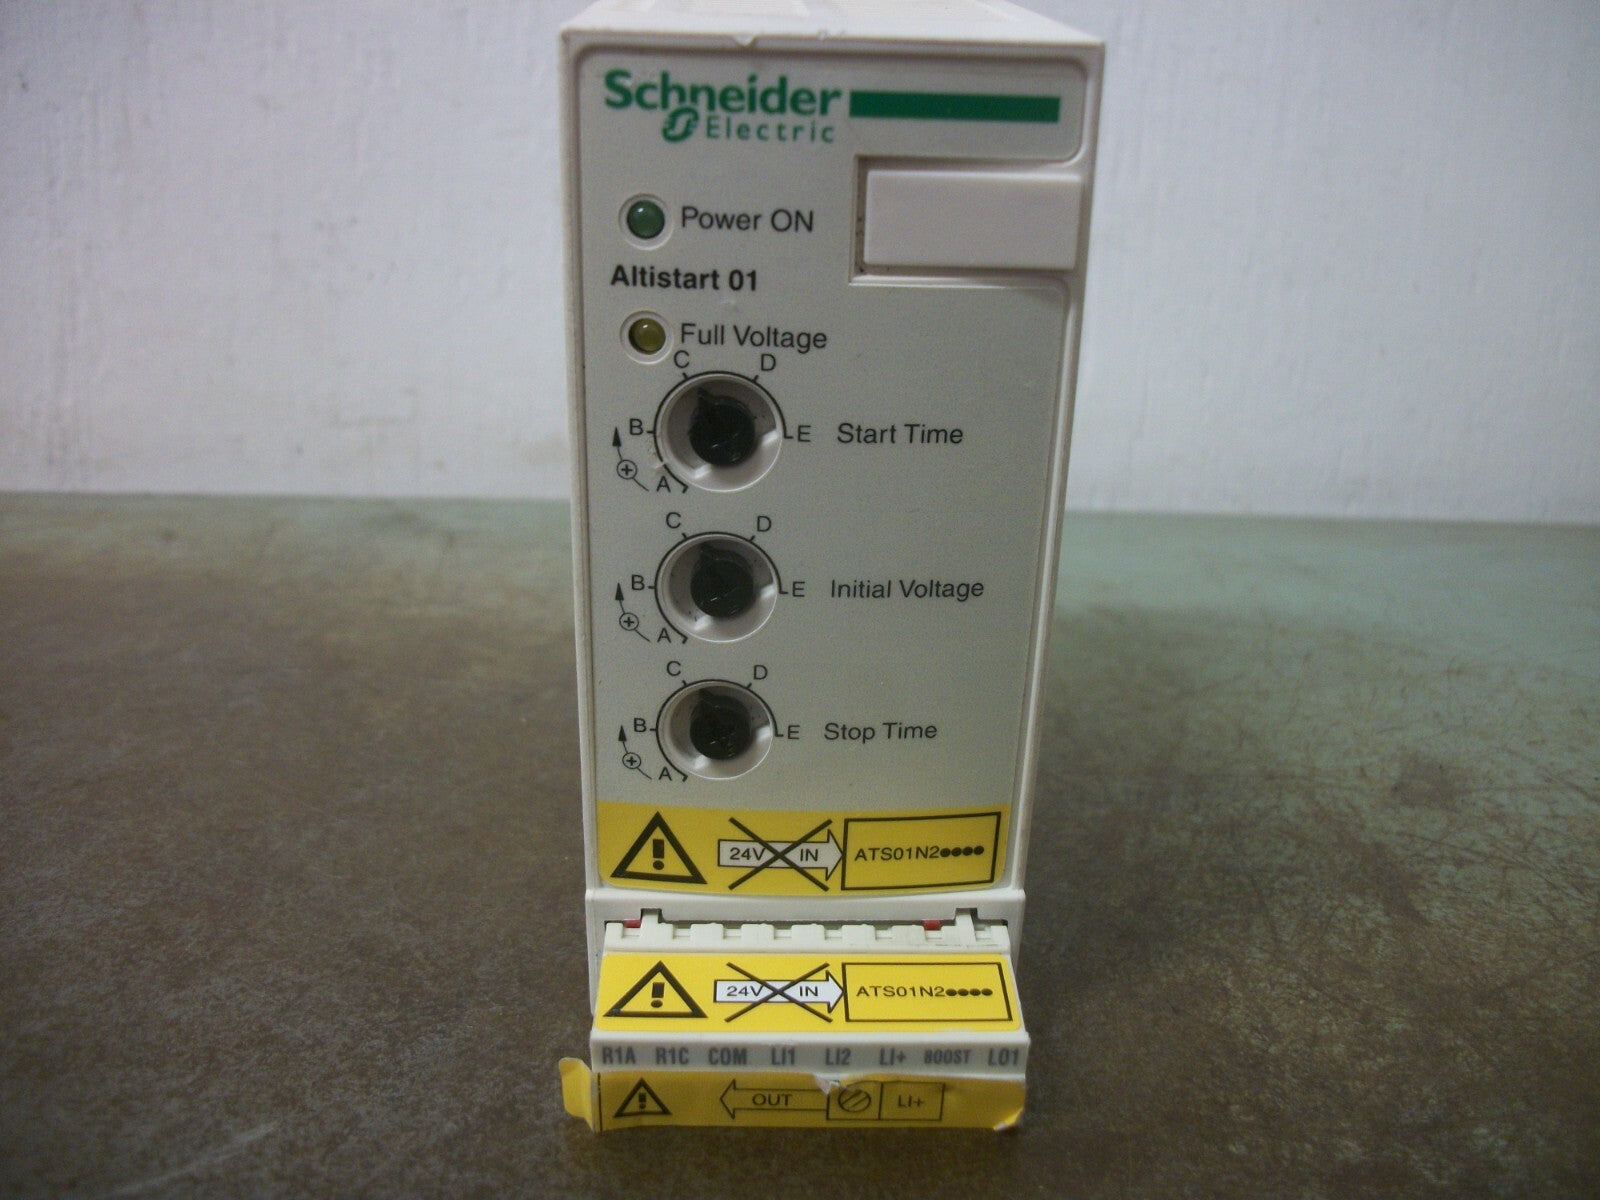 Schneider
Electric
Power ON
Altistart 01
Full Voltage
C D
B E Start Time
A
C D
B E Initial Voltage
A
C D
B E Stop Time
A
24V IN ATS01N2●●●●
24V IN ATS01N2●●●●
R1A R1C COM LI1 LI2 LI+ BOOST LO1
OUT LI+